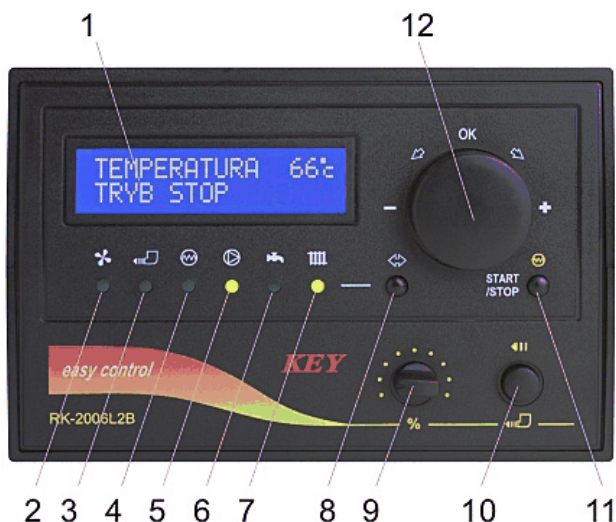 1
12
OK
TEMPERATURA 66°c
TRYB STOP
- +
START
/STOP
KEY
easy control
RK-2006L2B
%
2 3 4 5 6 7 8 9 10 11